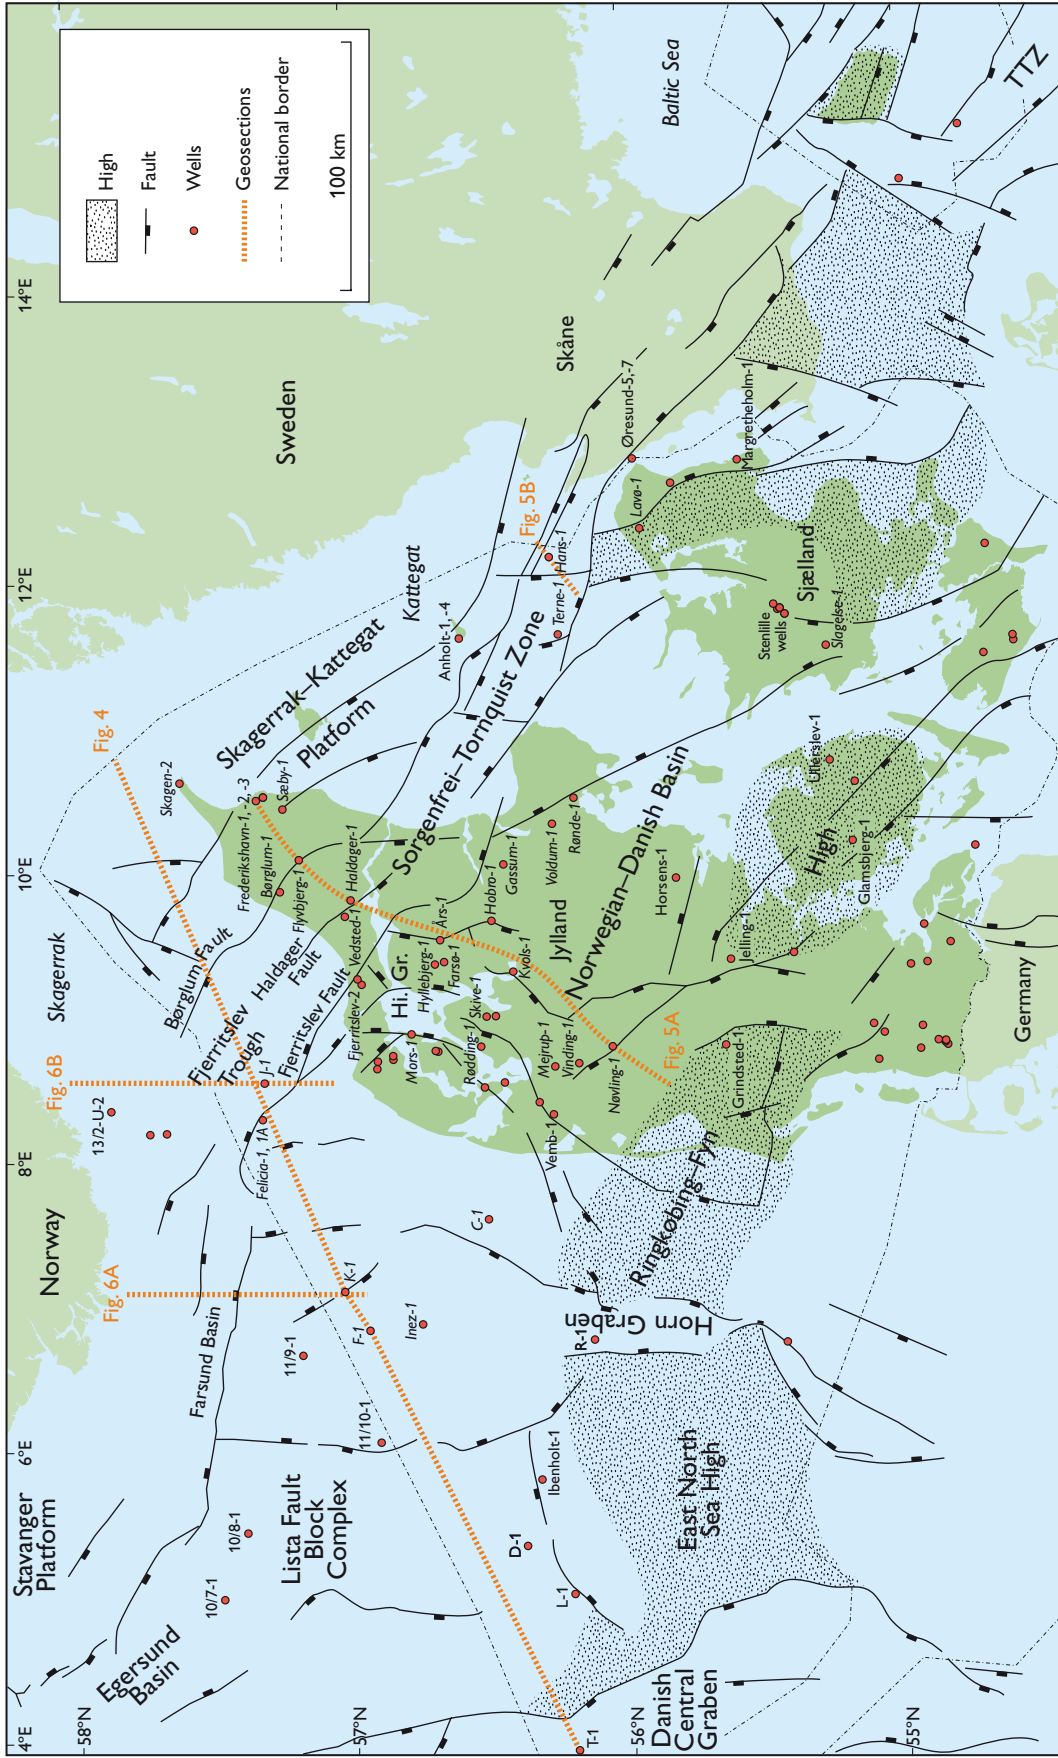 High
Fault
Wells
Geosections
National border
100 km
4°E
6°E
8°E
10°E
12°E
14°E
58°N
57°N
56°N
55°N
Stavanger
Platform
Norway
Skagerrak
Sweden
Baltic Sea
Egersund
Basin
Lista Fault
Block
Complex
Farsund Basin
Fig. 6A
Fig. 6B
Fig. 4
Fig. 5A
Fig. 5B
10/7-1
10/8-1
11/10-1
11/9-1
13/2-U-2
F-1
K-1
Inez-1
C-1
J-1
Felicia-1, 1A
Fjerritslev
Trough
Børglum Fault
Haldager
Fault
Fjerritslev Fault
Skagerrak–Kattegat
Platform
Kattegat
Sorgenfrei–Tornquist Zone
Skåne
Skagen-2
Frederikshavn-1, -2, -3
Sæby-1
Børglum-1
Flyvbjerg-1
Haldager-1
Vedsted-1
Fjerritslev-2
Hi. Gr.
Års-1
Hyllebjerg-1
Farsø-1
Mors-1
Skive-1
Rødding-1
Hobro-1
Gassum-1
Kvols-1
Voldum-1
Rønde-1
Mejrup-1
Vinding-1
Nøvling-1
Vemb-1
Jylland
Norwegian–Danish Basin
Horsens-1
Jelling-1
Grindsted-1
Anholt-1, -4
Terne-1
Hans-1
Øresund-5,-7
Lavø-1
Margretheholm-1
Stenlille
wells
Sjælland
Slagelse-1
Ullerslev-1
Glamsbjerg-1
Ringkøbing–Fyn
High
Horn Graben
R-1
Ibenholt-1
D-1
L-1
T-1
East North
Sea High
Danish
Central
Graben
Germany
TTZ